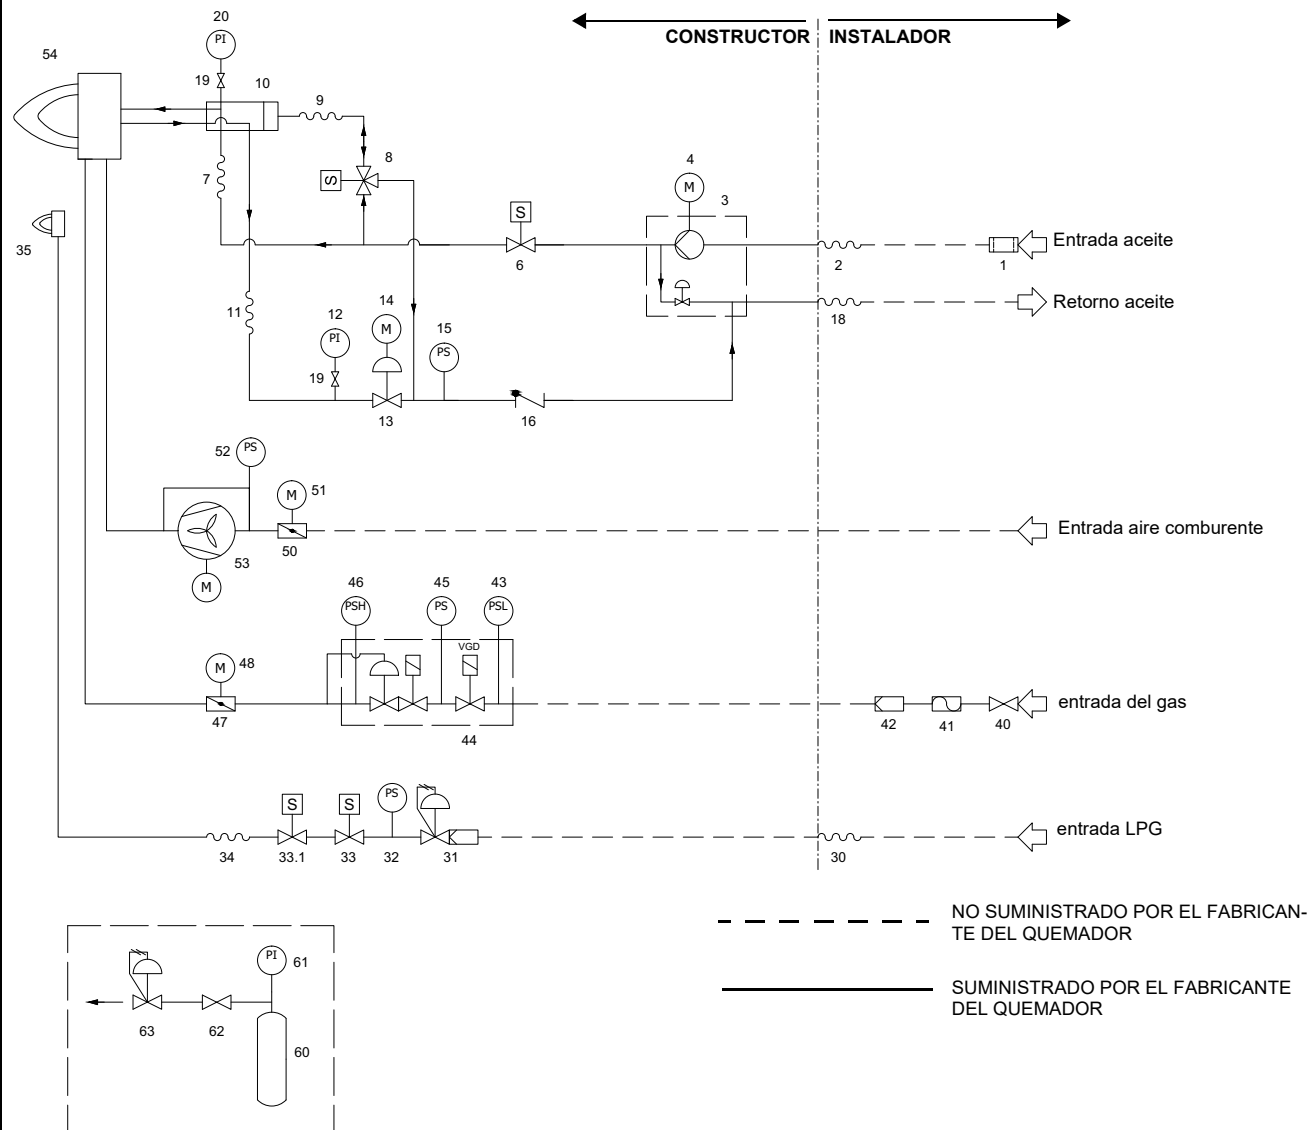 20
54
PI
CONSTRUCTOR
INSTALADOR
19
10
9
8
4
7
S
M
3
S
35
6
2
1
Entrada aceite
11
12
14
15
18
Retorno aceite
PI
M
PS
19
13
16
52
PS
M
51
53
50
Entrada aire comburente
M
46
45
43
PSH
PS
PSL
VGD
M
48
47
44
42
41
40
entrada del gas
S
S
PS
34
33.1
33
32
31
30
entrada LPG
NO SUMINISTRADO POR EL FABRICAN-
TE DEL QUEMADOR
PI
61
SUMINISTRADO POR EL FABRICANTE
DEL QUEMADOR
63
62
60